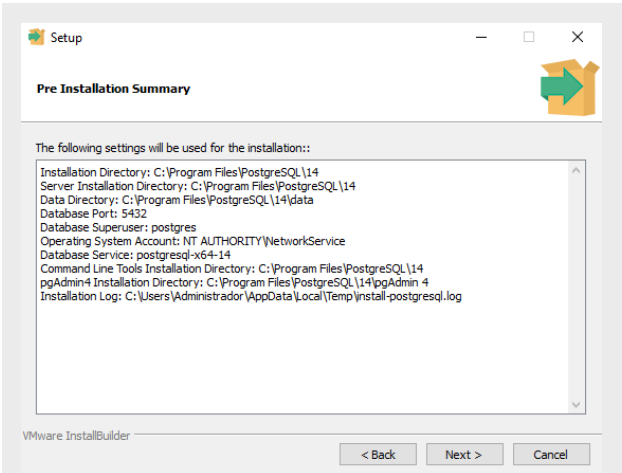 Setup
Pre Installation Summary
The following settings will be used for the installation::
Installation Directory: C:\Program Files\PostgreSQL\14
Server Installation Directory: C:\Program Files\PostgreSQL\14
Data Directory: C:\Program Files\PostgreSQL\14\data
Database Port: 5432
Database Superuser: postgres
Operating System Account: NT AUTHORITY\NetworkService
Database Service: postgresql-x64-14
Command Line Tools Installation Directory: C:\Program Files\PostgreSQL\14
pgAdmin4 Installation Directory: C:\Program Files\PostgreSQL\14\pgAdmin 4
Installation Log: C:\Users\Administrador\AppData\Local\Temp\install-postgresql.log
VMware InstallBuilder
< Back
Next >
Cancel